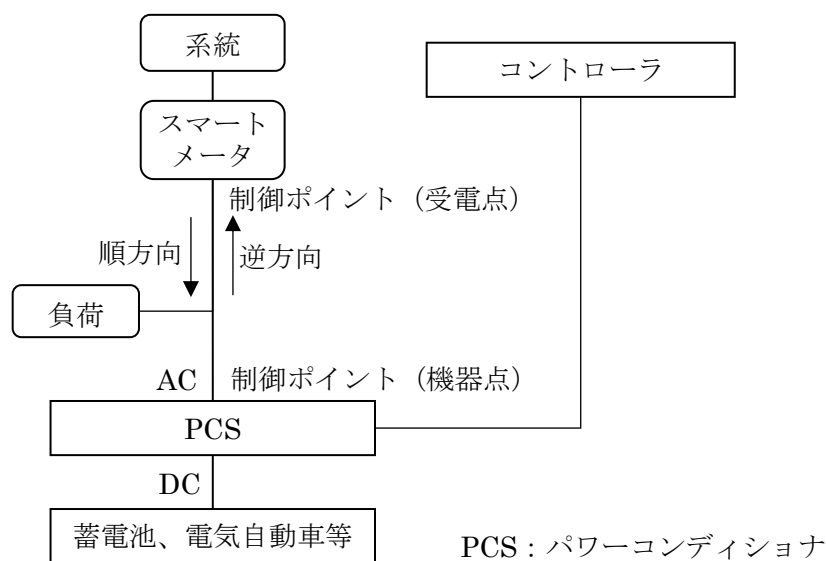 系統
コントローラ
スマート
メータ
制御ポイント（受電点）
順方向
逆方向
負荷
AC
制御ポイント（機器点）
PCS
DC
蓄電池、電気自動車等
PCS：パワーコンディショナ